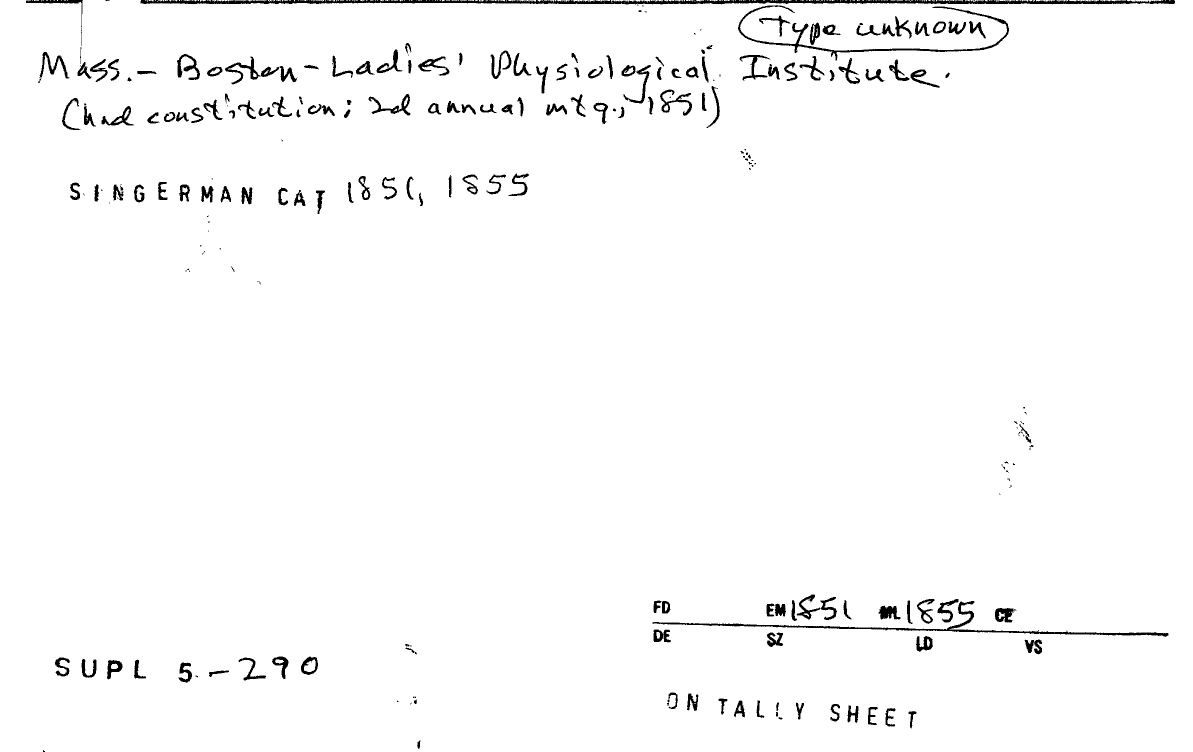 Type unknown
Mass. - Boston - Ladies' Physiological Institute.
(had constitution; 2d annual mtg., 1851)
SINGERMAN CAT 1851, 1855
FD EM 1851 ML 1855 CE
DE SZ LD VS
SUPL 5 - 290
ON TALLY SHEET